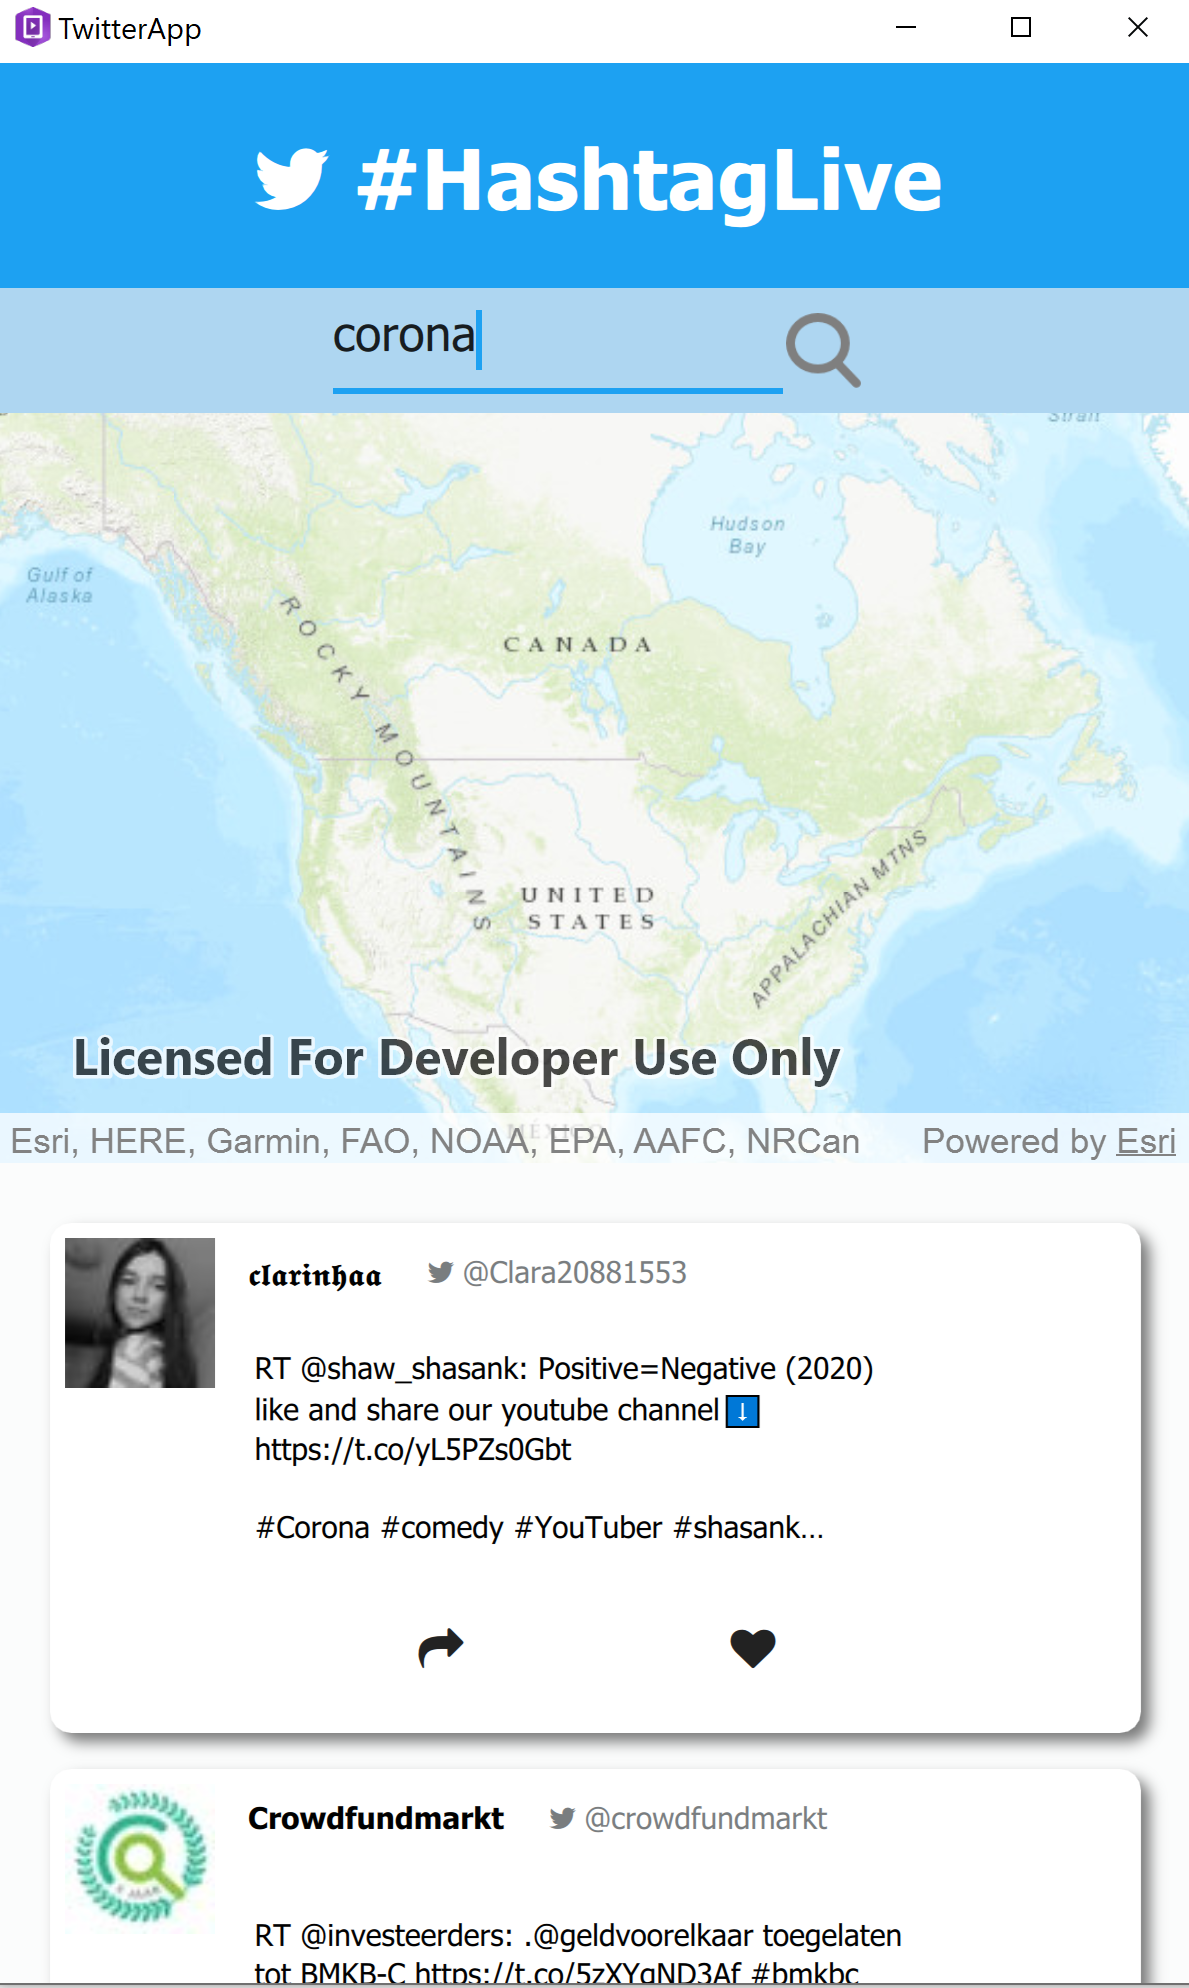 TwitterApp
#HashtagLive
corona
Strait
Hudson
Bay
Gulf of
Alaska
ROCKY MOUNTAINS
CANADA
UNITED
STATES
APPALACHIAN MTNS
Licensed For Developer Use Only
MÉXICO
Esri, HERE, Garmin, FAO, NOAA, EPA, AAFC, NRCan
Powered by Esri
𝖈𝖑𝖆𝖗𝖎𝖓𝖍𝖆𝖆 @Clara20881553
RT @shaw_shasank: Positive=Negative (2020)
like and share our youtube channel⬇️
https://t.co/yL5PZs0Gbt
#Corona #comedy #YouTuber #shasank…
Crowdfundmarkt @crowdfundmarkt
RT @investeerders: .@geldvoorelkaar toegelaten
tot BMKB-C https://t.co/5zXYqND3Af #bmkbc